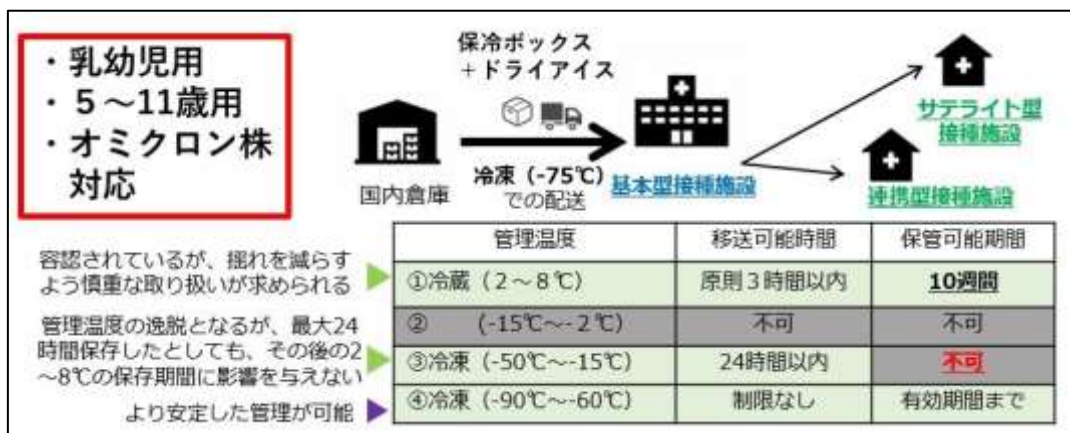 ・乳幼児用
・5～11歳用
・オミクロン株
対応
保冷ボックス
＋ドライアイス
国内倉庫
冷凍（-75℃）
での配送
基本型接種施設
サテライト型
接種施設
連携型接種施設
容認されているが、揺れを減らす
よう慎重な取り扱いが求められる
管理温度の逸脱となるが、最大24
時間保存したとしても、その後の2
～8℃の保存期間に影響を与えない
より安定した管理が可能
管理温度 移送可能時間 保管可能期間
①冷蔵（2～8℃） 原則3時間以内 10週間
② （-15℃～-2℃） 不可 不可
③冷凍（-50℃～-15℃） 24時間以内 不可
④冷凍（-90℃～-60℃） 制限なし 有効期間まで